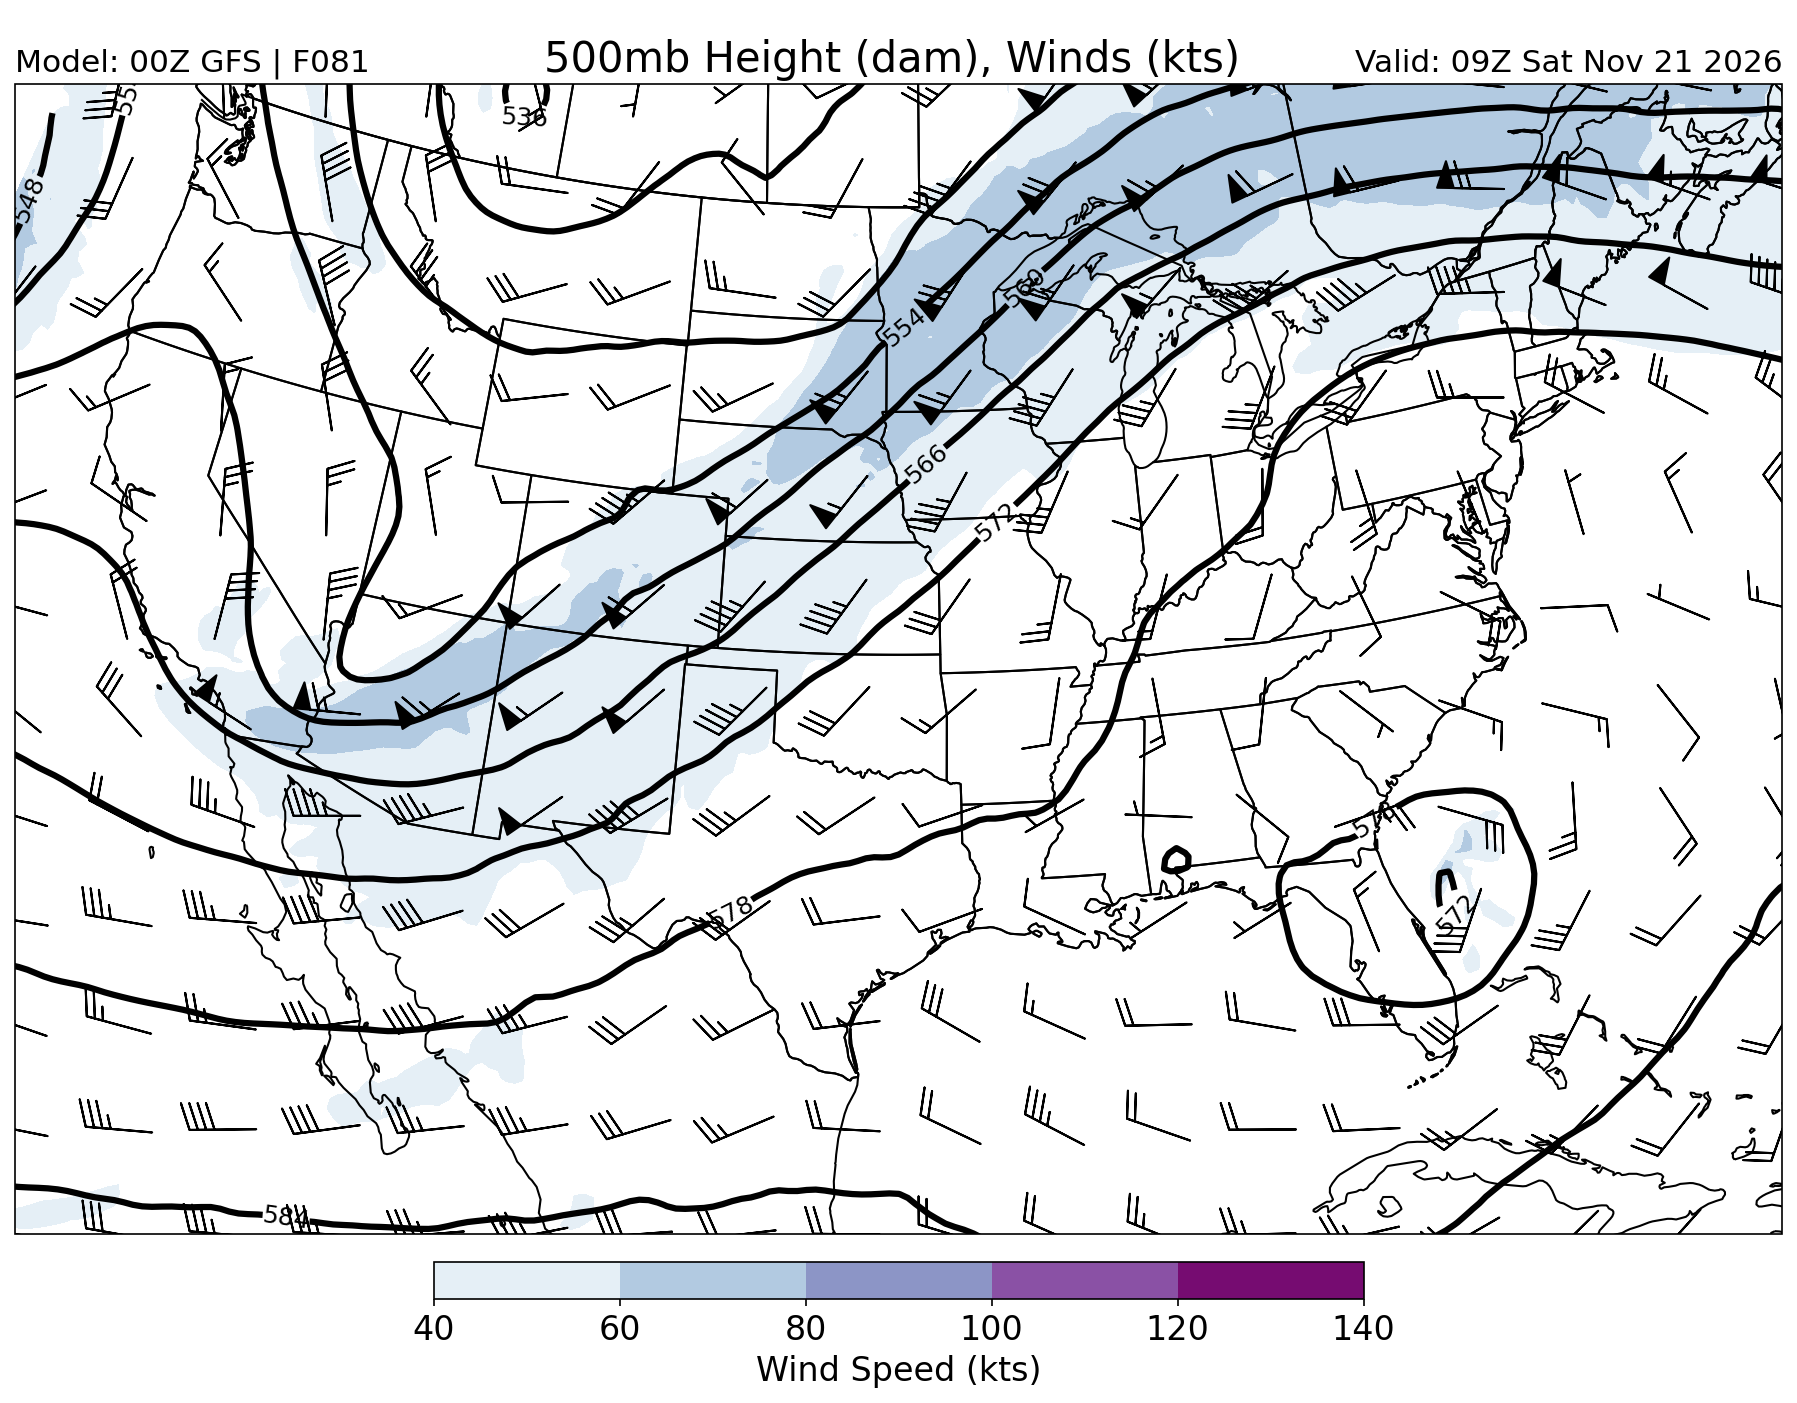 Model: 00Z GFS | F081
500mb Height (dam), Winds (kts)
Valid: 09Z Sat Nov 21 2026
536
548
554
560
566
572
578
572
578
584
40 60 80 100 120 140
Wind Speed (kts)